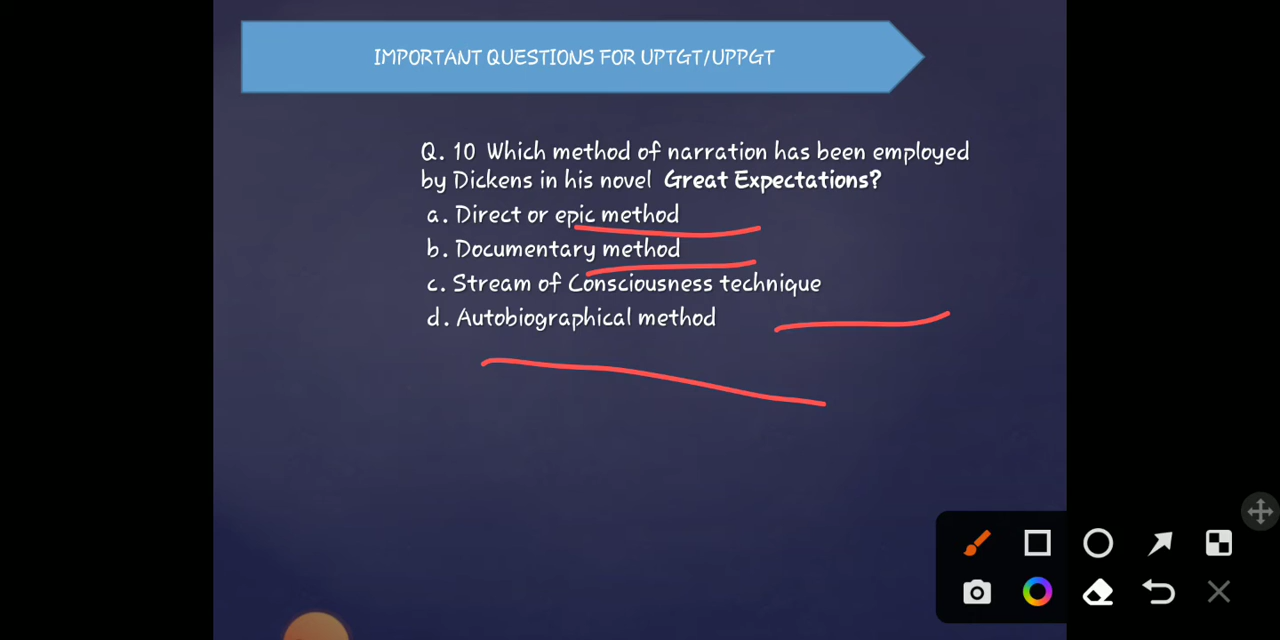 IMPORTANT QUESTIONS FOR UPTGT/UPPGT
Q. 10 Which method of narration has been employed
by Dickens in his novel Great Expectations?
a. Direct or epic method
b. Documentary method
c. Stream of Consciousness technique
d. Autobiographical method